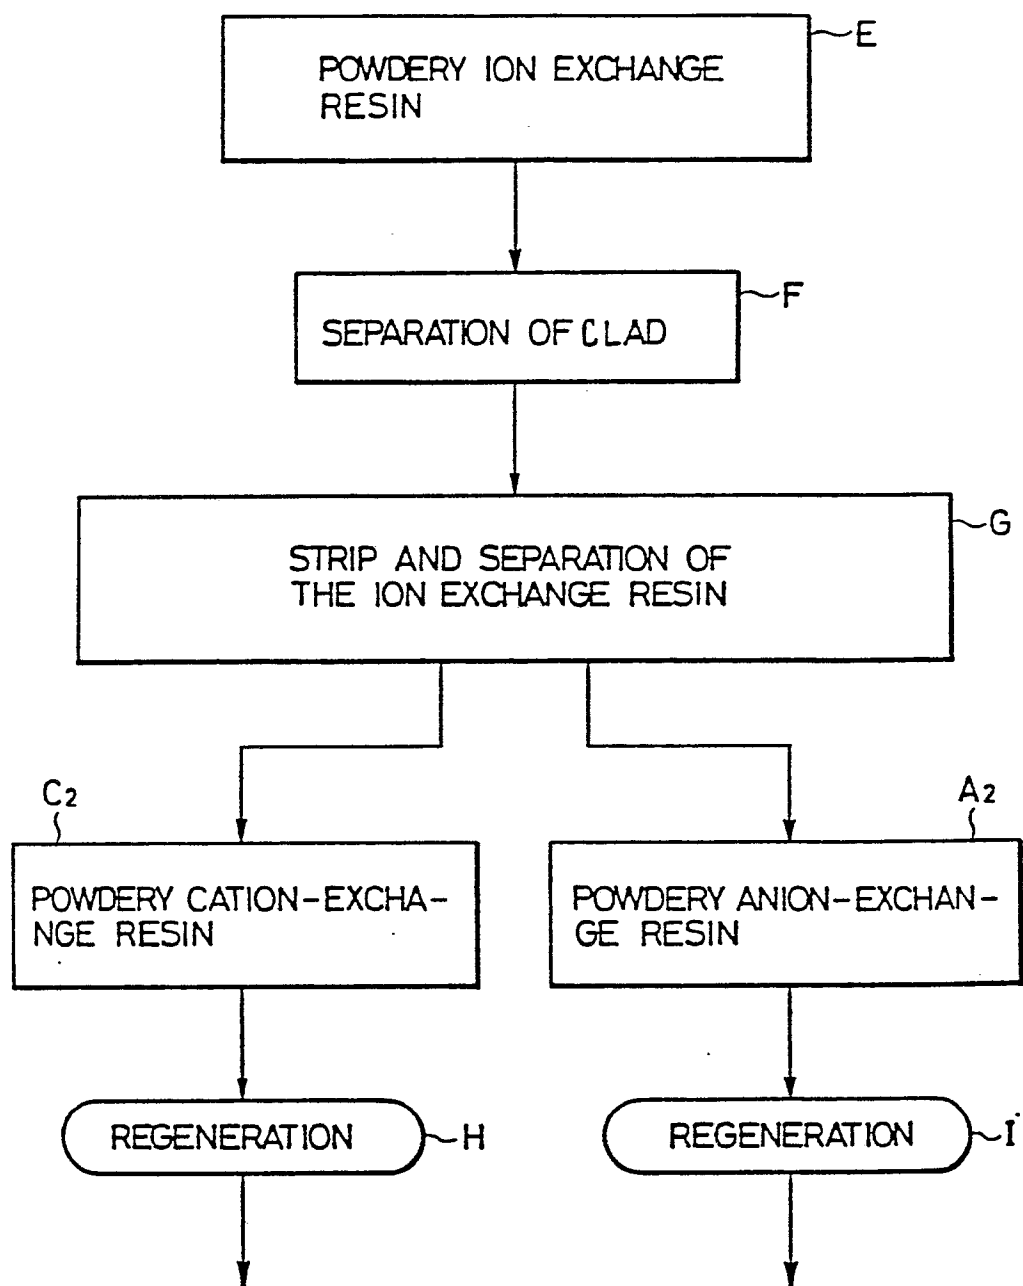 E
POWDERY ION EXCHANGE
RESIN
F
SEPARATION OF CLAD
G
STRIP AND SEPARATION OF
THE ION EXCHANGE RESIN
C2
A2
POWDERY CATION-EXCHA-
NGE RESIN
POWDERY ANION-EXCHAN-
GE RESIN
REGENERATION
H
REGENERATION
I